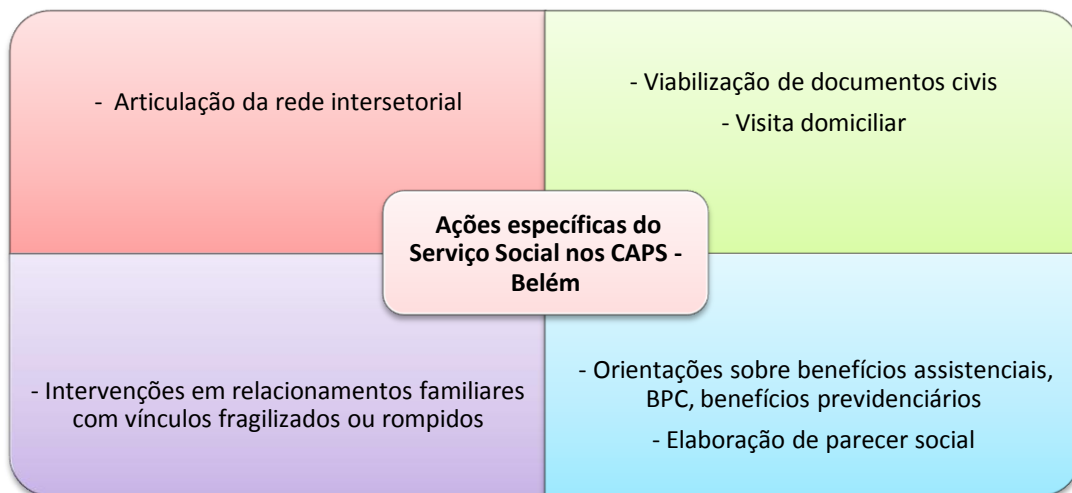 - Articulação da rede intersetorial
- Viabilização de documentos civis
- Visita domiciliar
Ações específicas do
Serviço Social nos CAPS -
Belém
- Intervenções em relacionamentos familiares
com vínculos fragilizados ou rompidos
- Orientações sobre benefícios assistenciais,
BPC, benefícios previdenciários
- Elaboração de parecer social